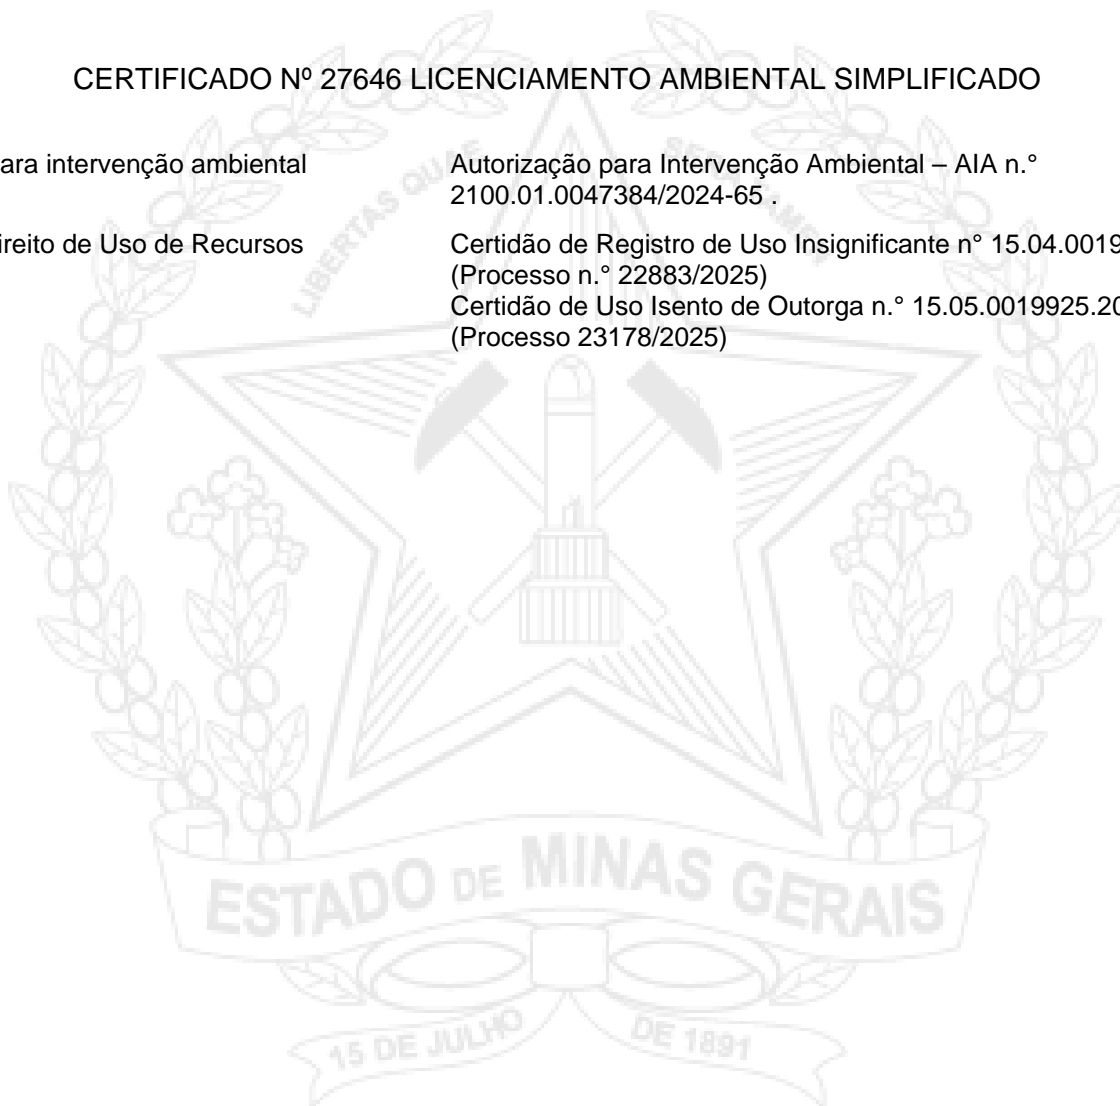 CERTIFICADO Nº 27646 LICENCIAMENTO AMBIENTAL SIMPLIFICADO
ara intervenção ambiental
Autorização para Intervenção Ambiental – AIA n.°
2100.01.0047384/2024-65 .
ireito de Uso de Recursos
Certidão de Registro de Uso Insignificante n° 15.04.0019
(Processo n.° 22883/2025)
Certidão de Uso Isento de Outorga n.° 15.05.0019925.20
(Processo 23178/2025)
LIBERTAS QUÆ
SERA TAMEN
ESTADO DE MINAS GERAIS
15 DE JULHO DE 1891